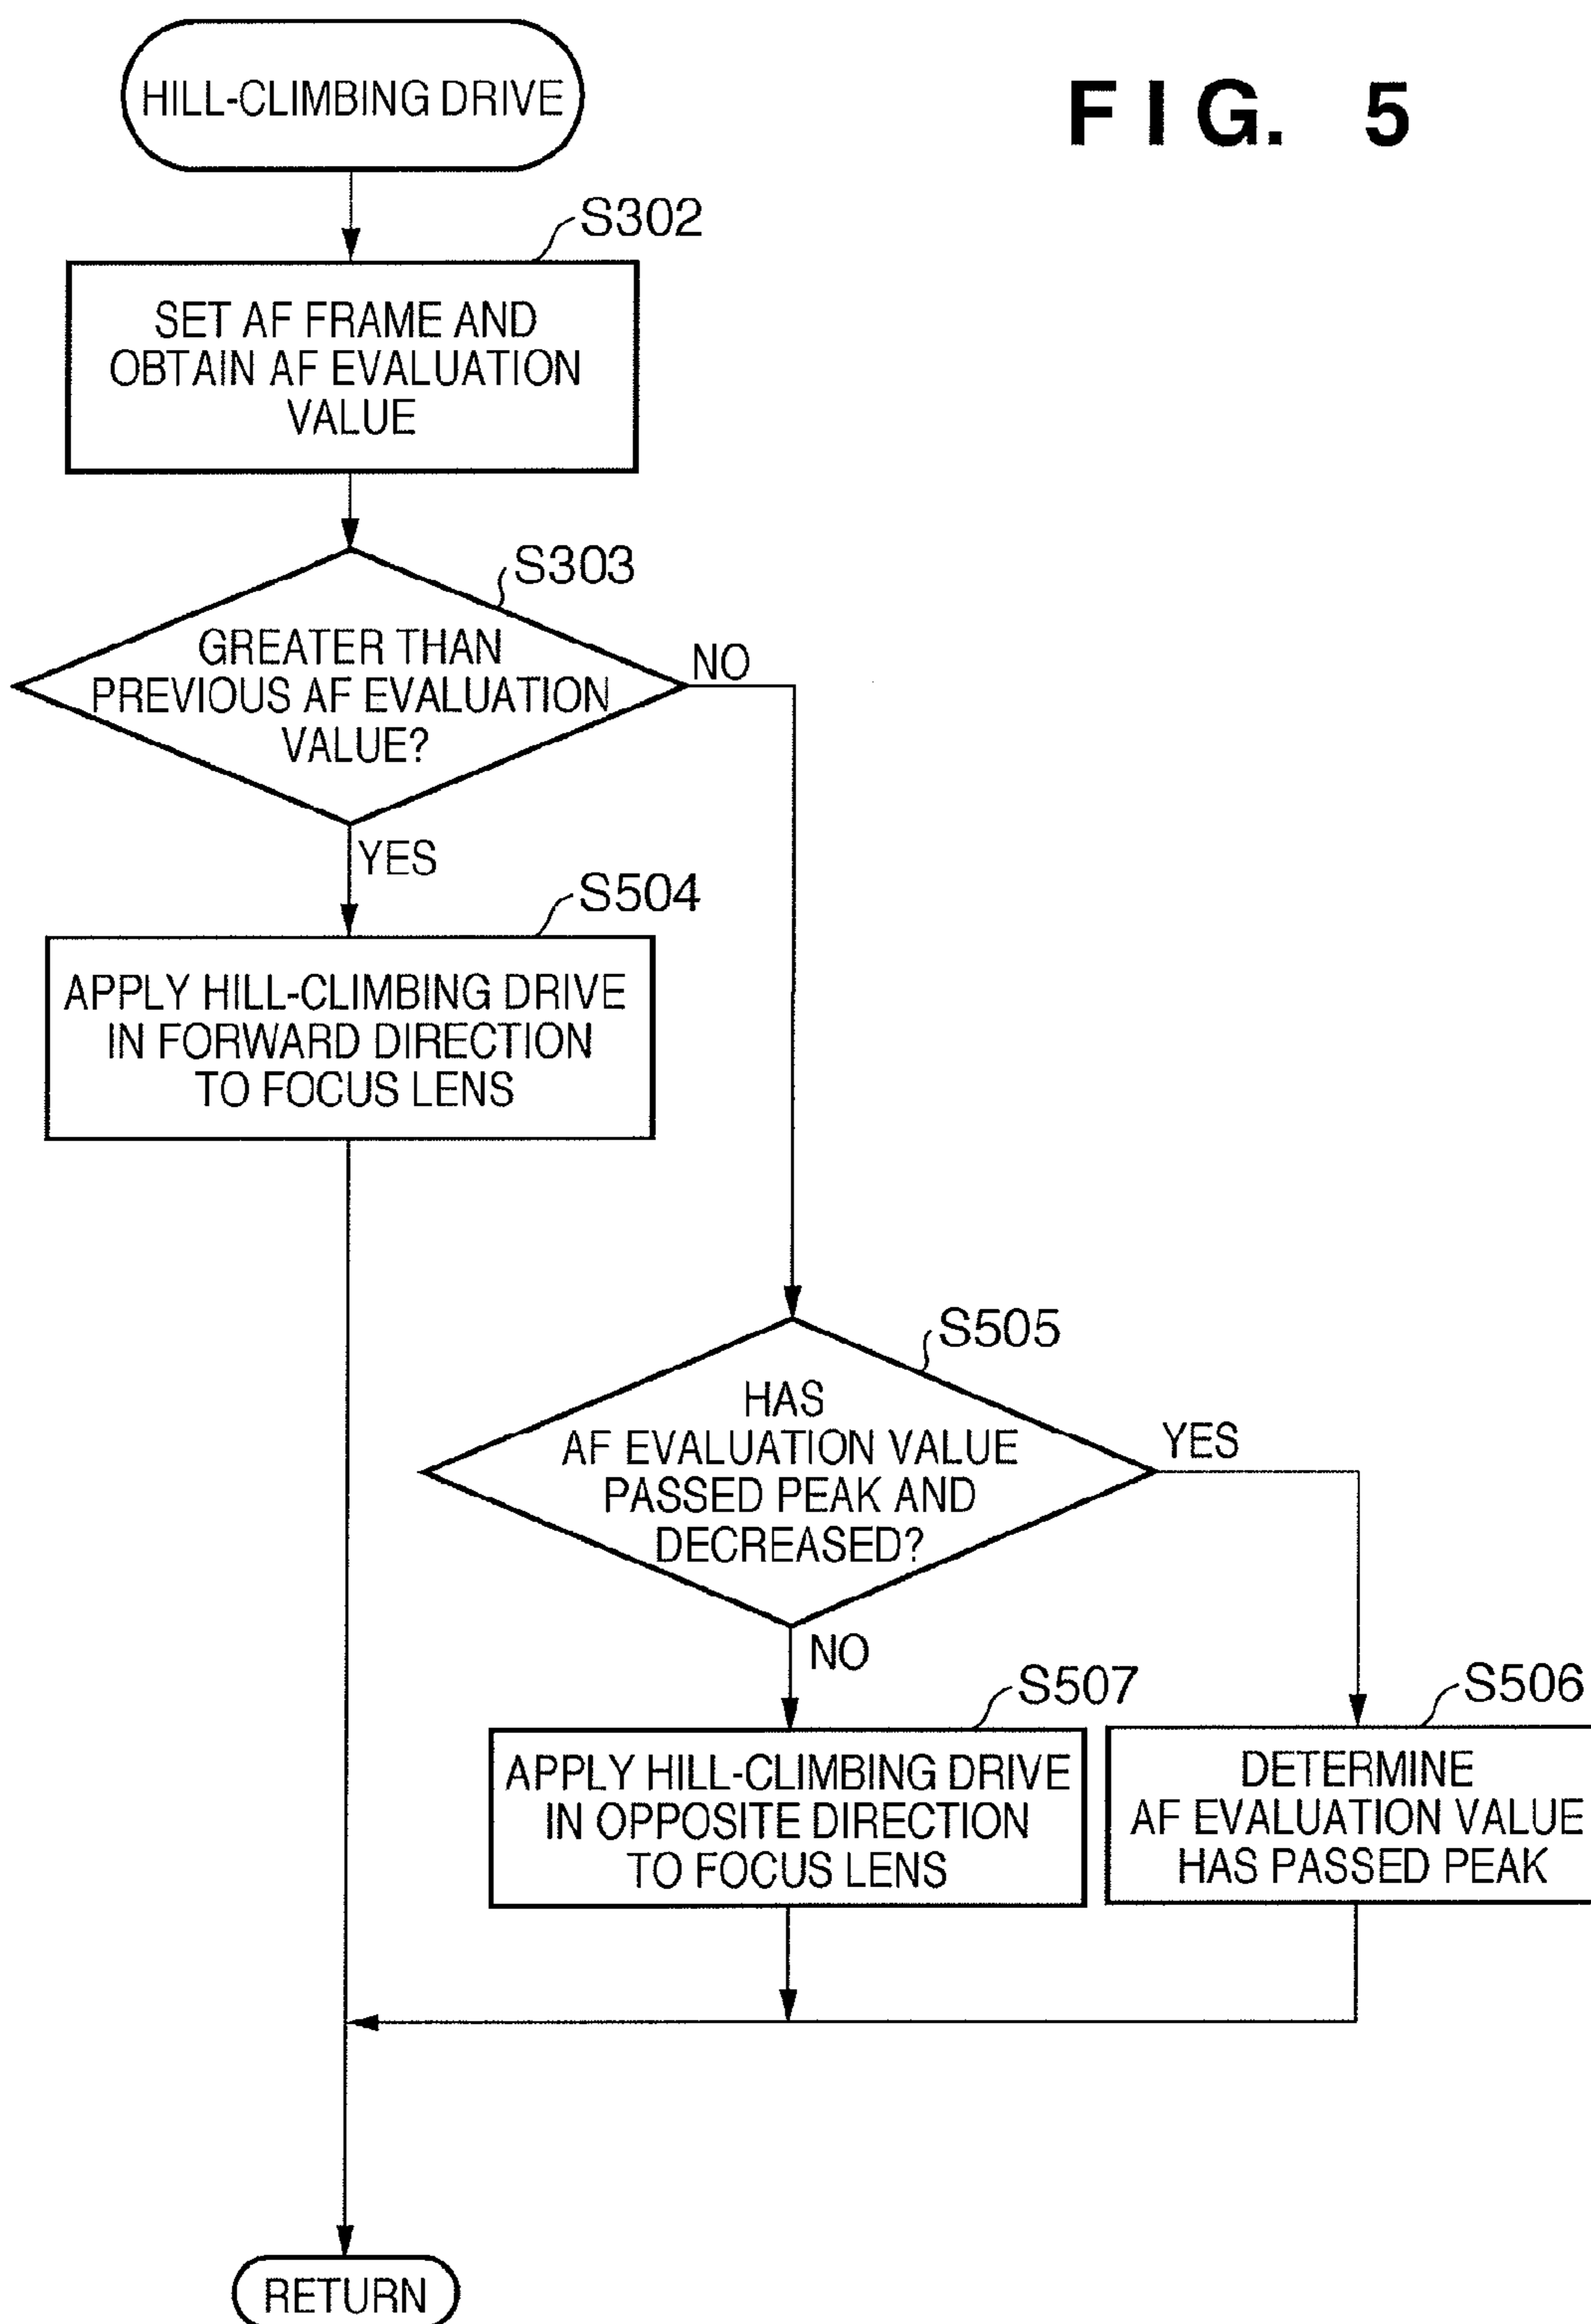 HILL-CLIMBING DRIVE
FIG. 5
S302
SET AF FRAME AND
OBTAIN AF EVALUATION
VALUE
S303
GREATER THAN
PREVIOUS AF EVALUATION
VALUE?
NO
YES
S504
APPLY HILL-CLIMBING DRIVE
IN FORWARD DIRECTION
TO FOCUS LENS
S505
HAS
AF EVALUATION VALUE
PASSED PEAK AND
DECREASED?
YES
NO
S507
APPLY HILL-CLIMBING DRIVE
IN OPPOSITE DIRECTION
TO FOCUS LENS
S506
DETERMINE
AF EVALUATION VALUE
HAS PASSED PEAK
RETURN